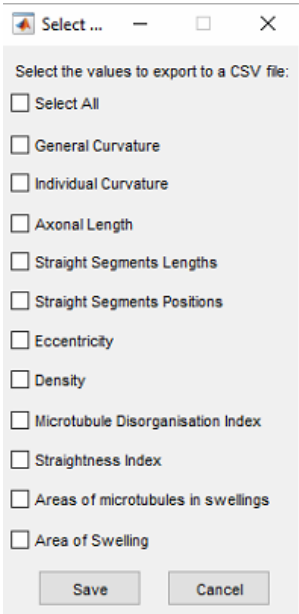 Select ...
Select the values to export to a CSV file:
Select All
General Curvature
Individual Curvature
Axonal Length
Straight Segments Lengths
Straight Segments Positions
Eccentricity
Density
Microtubule Disorganisation Index
Straightness Index
Areas of microtubules in swellings
Area of Swelling
Save Cancel